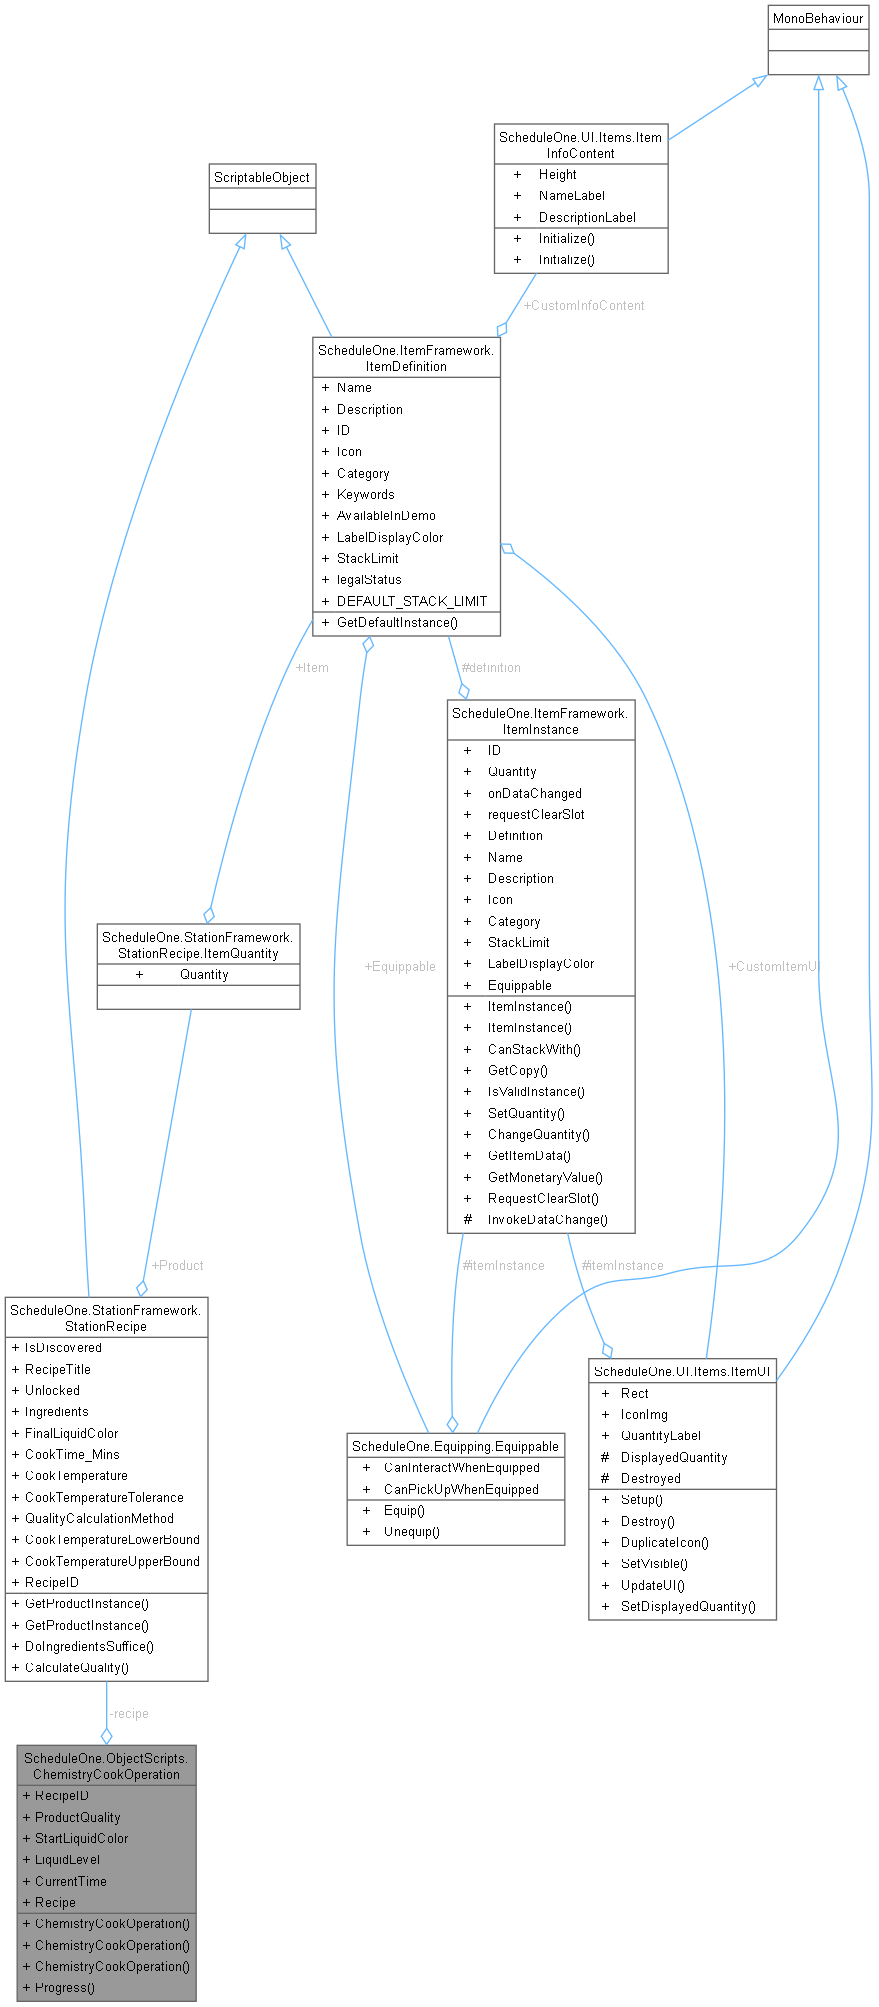 MonoBehaviour
ScheduleOne.UI.Items.Item
InfoContent
+ Height
+ NameLabel
+ DescriptionLabel
+ Initialize()
+ Initialize()
ScriptableObject
+CustomInfoContent
ScheduleOne.ItemFramework.
ItemDefinition
+ Name
+ Description
+ ID
+ Icon
+ Category
+ Keywords
+ AvailableInDemo
+ LabelDisplayColor
+ StackLimit
+ legalStatus
+ DEFAULT_STACK_LIMIT
+ GetDefaultInstance()
+Item
#definition
ScheduleOne.ItemFramework.
ItemInstance
+ ID
+ Quantity
+ onDataChanged
+ requestClearSlot
+ Definition
+ Name
+ Description
+ Icon
+ Category
+ StackLimit
+ LabelDisplayColor
+ Equippable
+ ItemInstance()
+ ItemInstance()
+ CanStackWith()
+ GetCopy()
+ IsValidInstance()
+ SetQuantity()
+ ChangeQuantity()
+ GetItemData()
+ GetMonetaryValue()
+ RequestClearSlot()
# InvokeDataChange()
ScheduleOne.StationFramework.
StationRecipe.ItemQuantity
+ Quantity
+Equippable
+CustomItemUI
+Product
#itemInstance
#itemInstance
ScheduleOne.StationFramework.
StationRecipe
+ IsDiscovered
+ RecipeTitle
+ Unlocked
+ Ingredients
+ FinalLiquidColor
+ CookTime_Mins
+ CookTemperature
+ CookTemperatureTolerance
+ QualityCalculationMethod
+ CookTemperatureLowerBound
+ CookTemperatureUpperBound
+ RecipeID
+ GetProductInstance()
+ GetProductInstance()
+ DoIngredientsSuffice()
+ CalculateQuality()
ScheduleOne.Equipping.Equippable
+ CanInteractWhenEquipped
+ CanPickUpWhenEquipped
+ Equip()
+ Unequip()
ScheduleOne.UI.Items.ItemUI
+ Rect
+ IconImg
+ QuantityLabel
# DisplayedQuantity
# Destroyed
+ Setup()
+ Destroy()
+ DuplicateIcon()
+ SetVisible()
+ UpdateUI()
+ SetDisplayedQuantity()
-recipe
ScheduleOne.ObjectScripts.
ChemistryCookOperation
+ RecipeID
+ ProductQuality
+ StartLiquidColor
+ LiquidLevel
+ CurrentTime
+ Recipe
+ ChemistryCookOperation()
+ ChemistryCookOperation()
+ ChemistryCookOperation()
+ Progress()